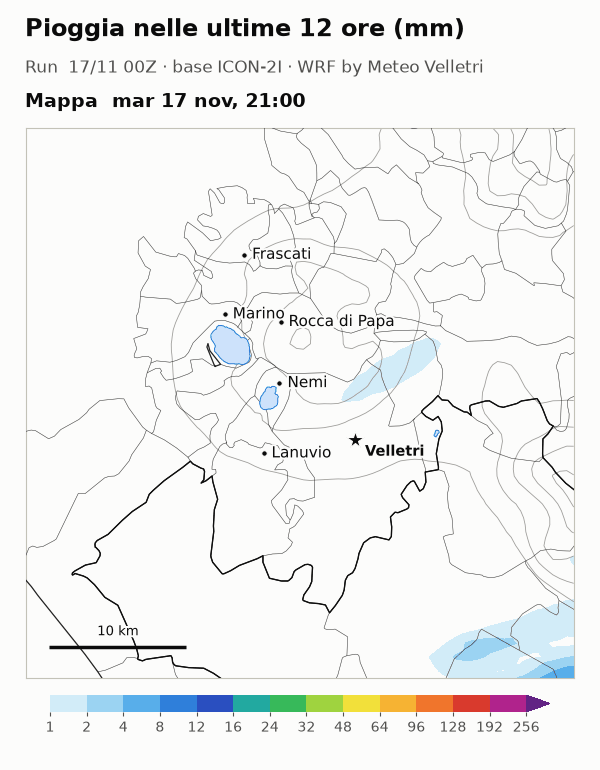 Pioggia nelle ultime 12 ore (mm)
Run  17/11 00Z · base ICON-2I · WRF by Meteo Velletri
Mappa  mar 17 nov, 21:00
Frascati
Marino
Rocca di Papa
Nemi
Velletri
Lanuvio
10 km
1 2 4 8 12 16 24 32 48 64 96 128 192 256